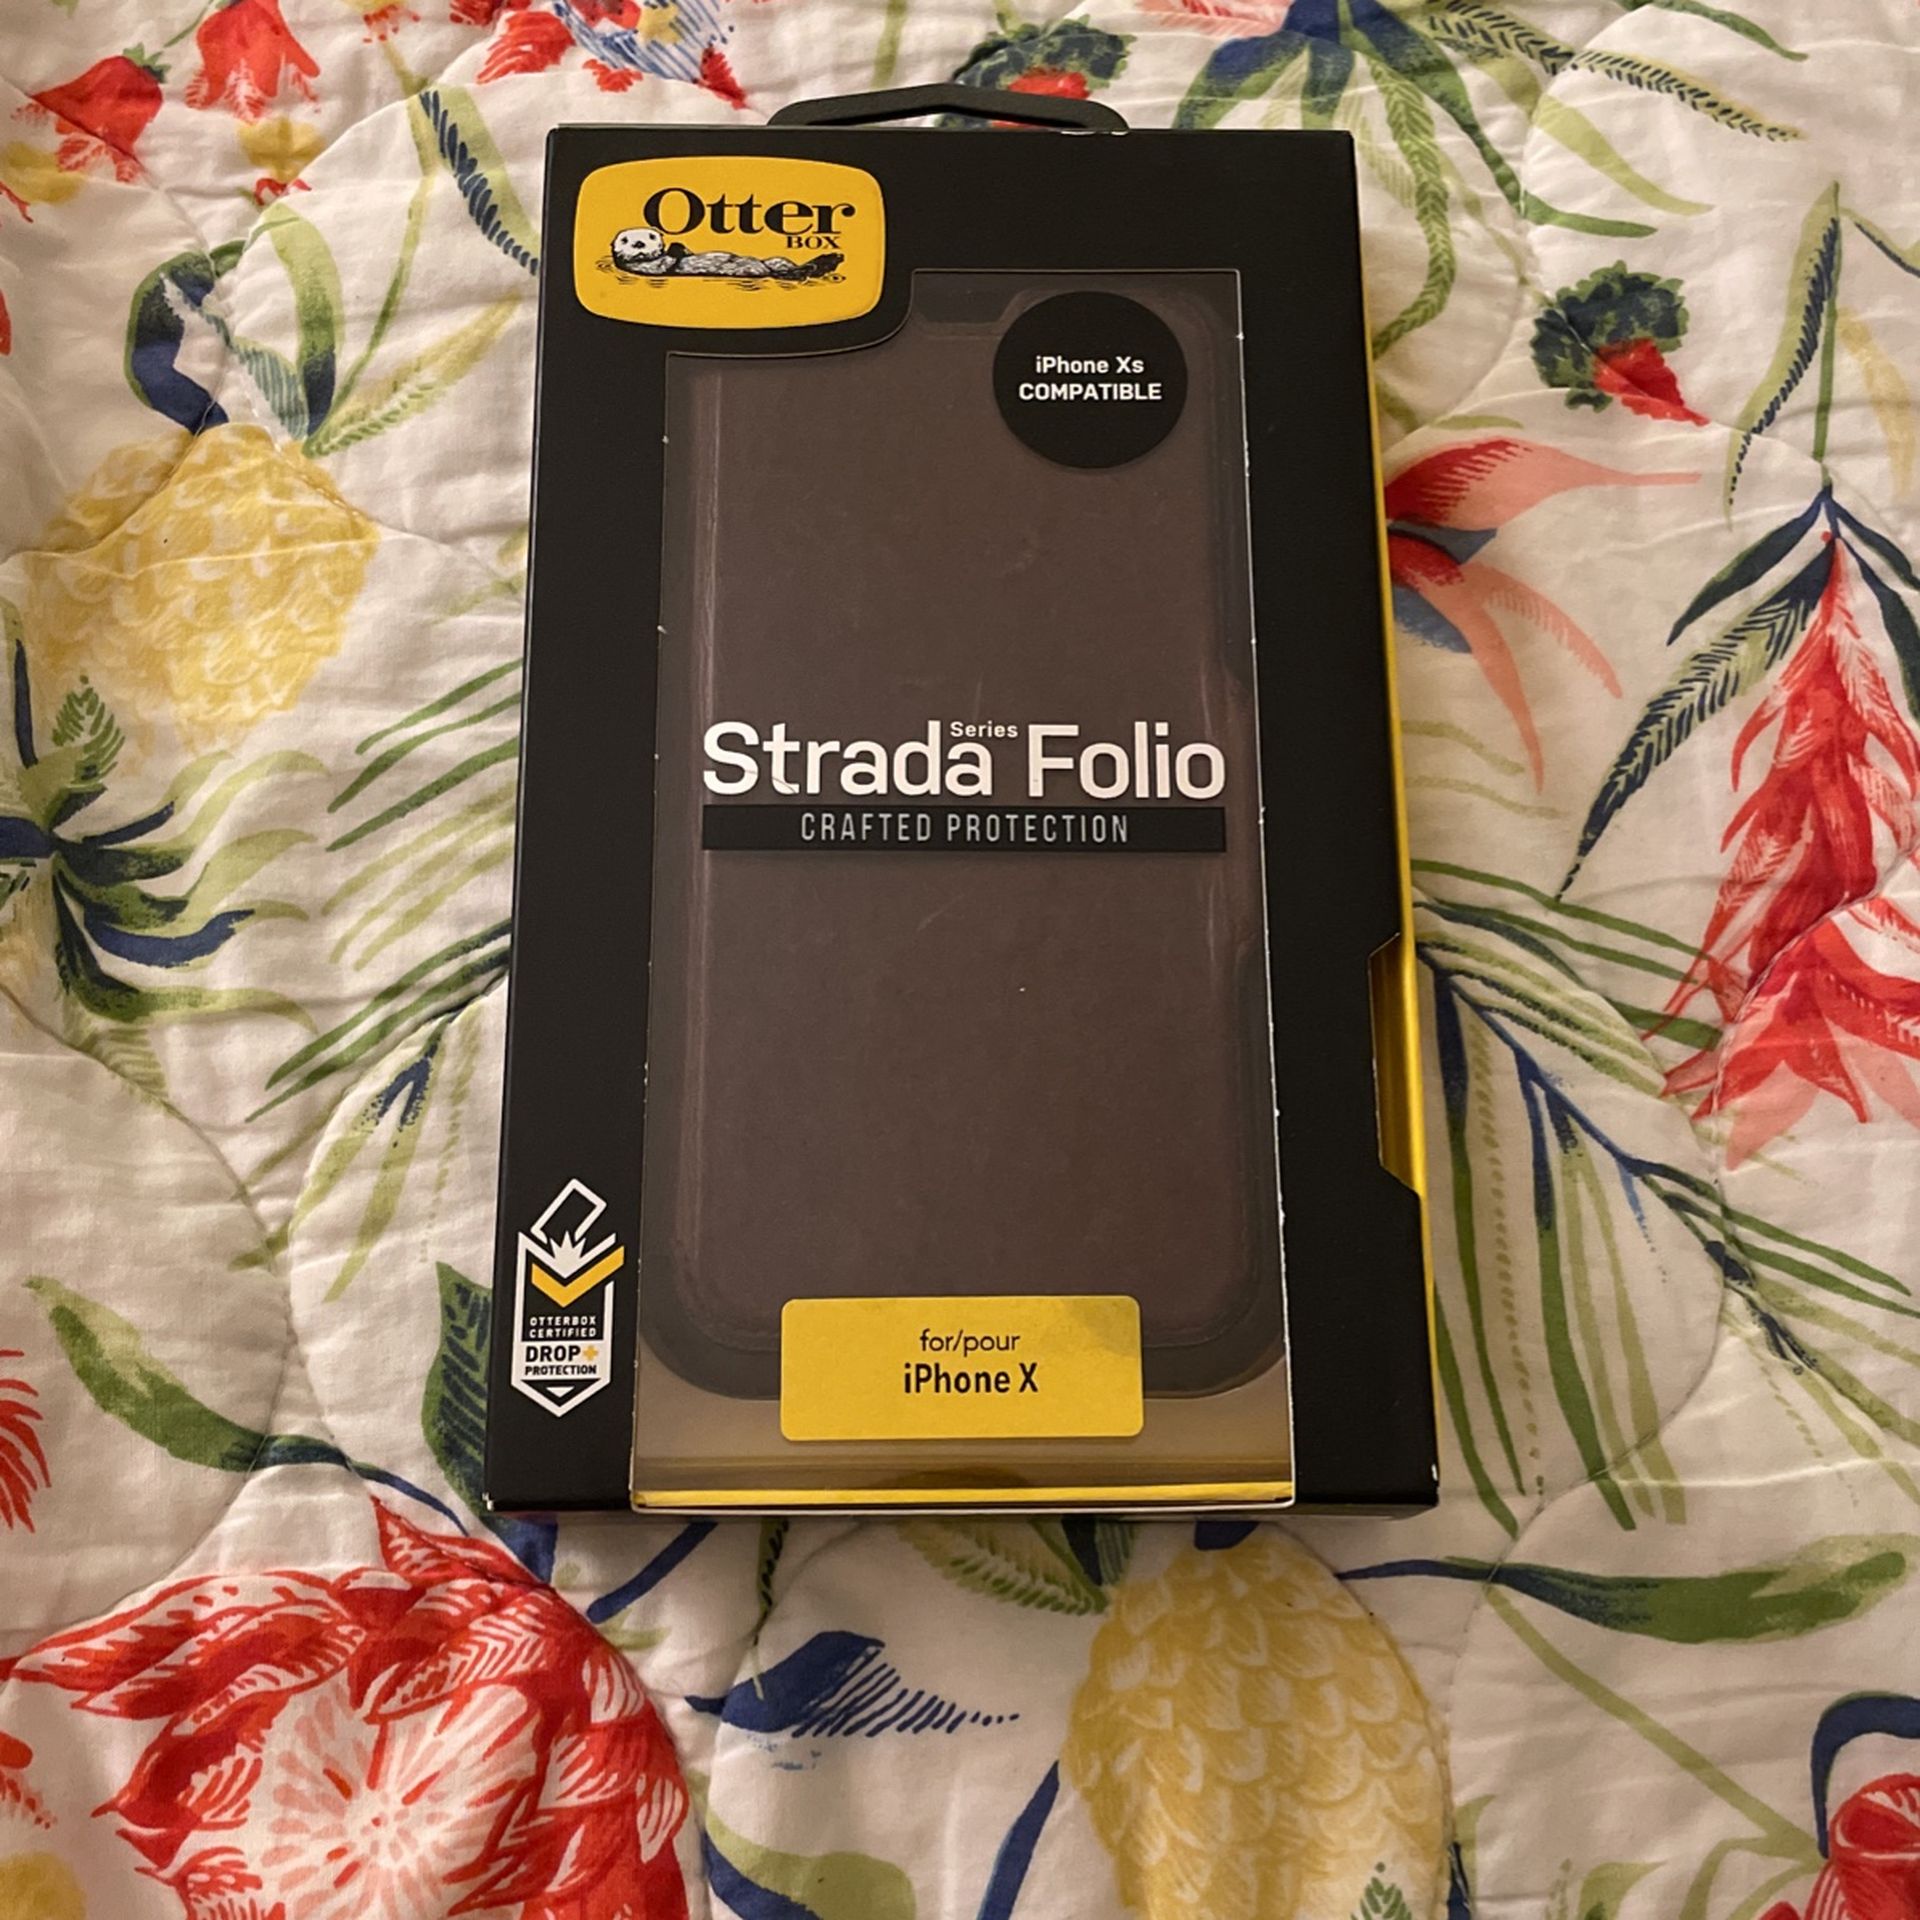 Otter
BOX
iPhone Xs
COMPATIBLE
Strada Series Folio
CRAFTED PROTECTION
OTTERBOX
CERTIFIED
DROP+
PROTECTION
for/pour
iPhone X